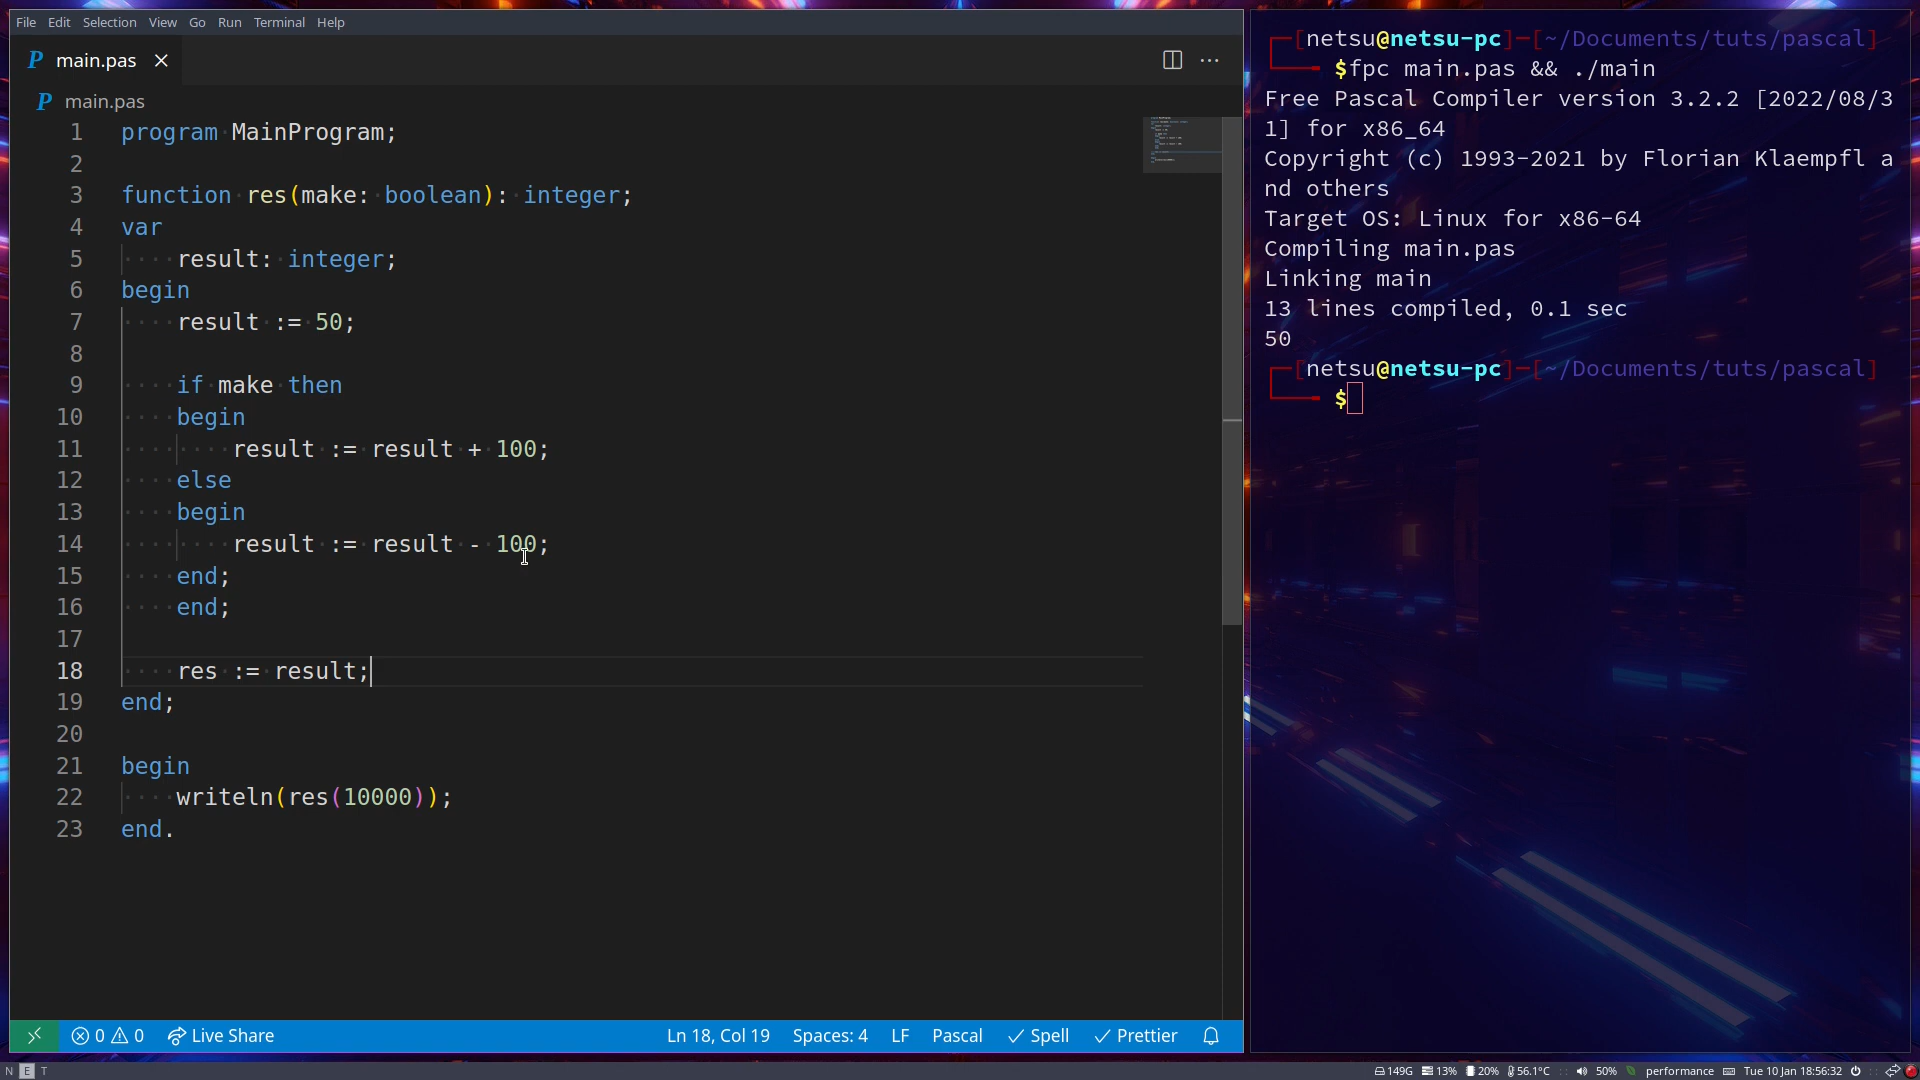 File Edit Selection View Go Run Terminal Help
P main.pas
P main.pas
1 program MainProgram;
2
3 function res(make: boolean): integer;
4 var
5     result: integer;
6 begin
7     result := 50;
8
9     if make then
10     begin
11         result := result + 100;
12     else
13     begin
14         result := result - 100;
15     end;
16     end;
17
18     res := result;
19 end;
20
21 begin
22     writeln(res(10000));
23 end.
0 0 Live Share Ln 18, Col 19 Spaces: 4 LF Pascal Spell Prettier
[netsu@netsu-pc]-[~/Documents/tuts/pascal]
$fpc main.pas && ./main
Free Pascal Compiler version 3.2.2 [2022/08/3
1] for x86_64
Copyright (c) 1993-2021 by Florian Klaempfl a
nd others
Target OS: Linux for x86-64
Compiling main.pas
Linking main
13 lines compiled, 0.1 sec
50
[netsu@netsu-pc]-[~/Documents/tuts/pascal]
$
N E T 149G 13% 20% 56.1°C 50% performance Tue 10 Jan 18:56:32